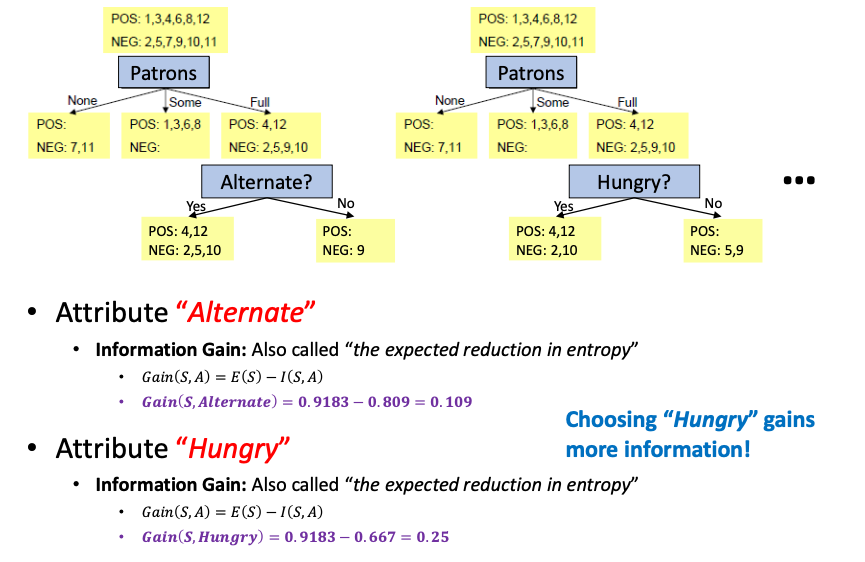 POS: 1,3,4,6,8,12
NEG: 2,5,7,9,10,11
Patrons
None
Some
Full
POS:
NEG: 7,11
POS: 1,3,6,8
NEG:
POS: 4,12
NEG: 2,5,9,10
Alternate?
Yes
No
POS: 4,12
NEG: 2,5,10
POS:
NEG: 9
POS: 1,3,4,6,8,12
NEG: 2,5,7,9,10,11
Patrons
None
Some
Full
POS:
NEG: 7,11
POS: 1,3,6,8
NEG:
POS: 4,12
NEG: 2,5,9,10
Hungry?
Yes
No
POS: 4,12
NEG: 2,10
POS:
NEG: 5,9
•••
• Attribute “Alternate”
• Information Gain: Also called “the expected reduction in entropy”
• Gain(S, A) = E(S) − I(S, A)
• Gain(S, Alternate) = 0.9183 − 0.809 = 0.109
Choosing “Hungry” gains
more information!
• Attribute “Hungry”
• Information Gain: Also called “the expected reduction in entropy”
• Gain(S, A) = E(S) − I(S, A)
• Gain(S, Hungry) = 0.9183 − 0.667 = 0.25